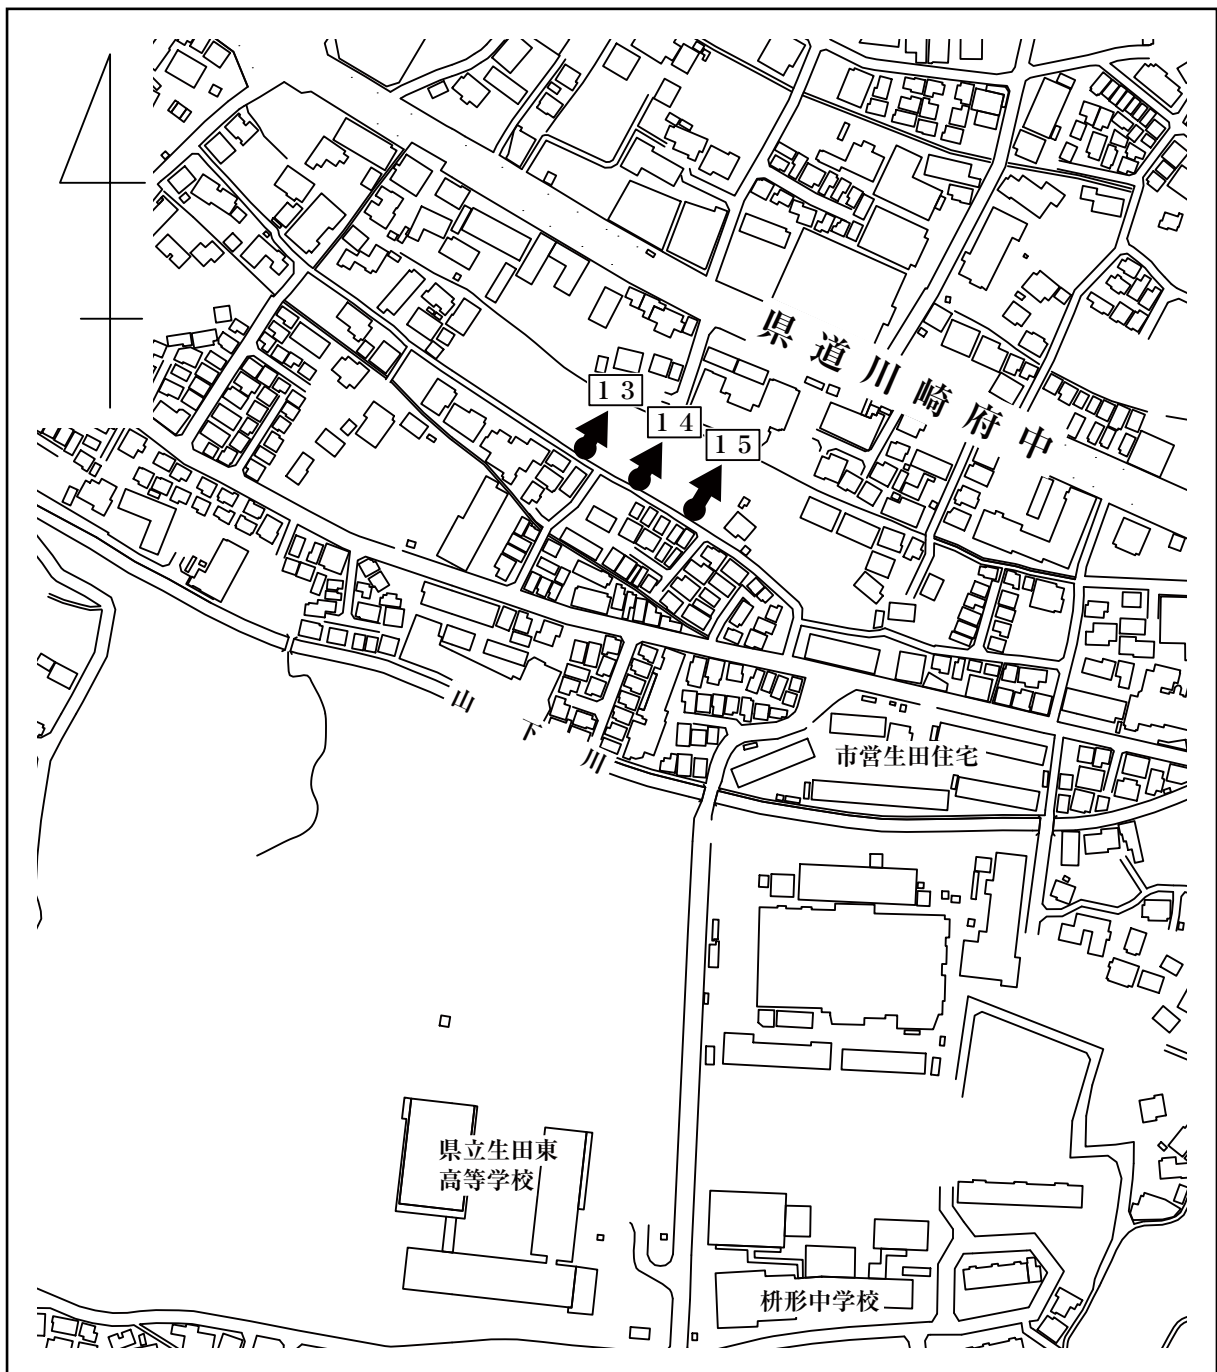 県道川崎府中
１３
１４
１５
山下川
市営生田住宅
県立生田東
高等学校
枡形中学校